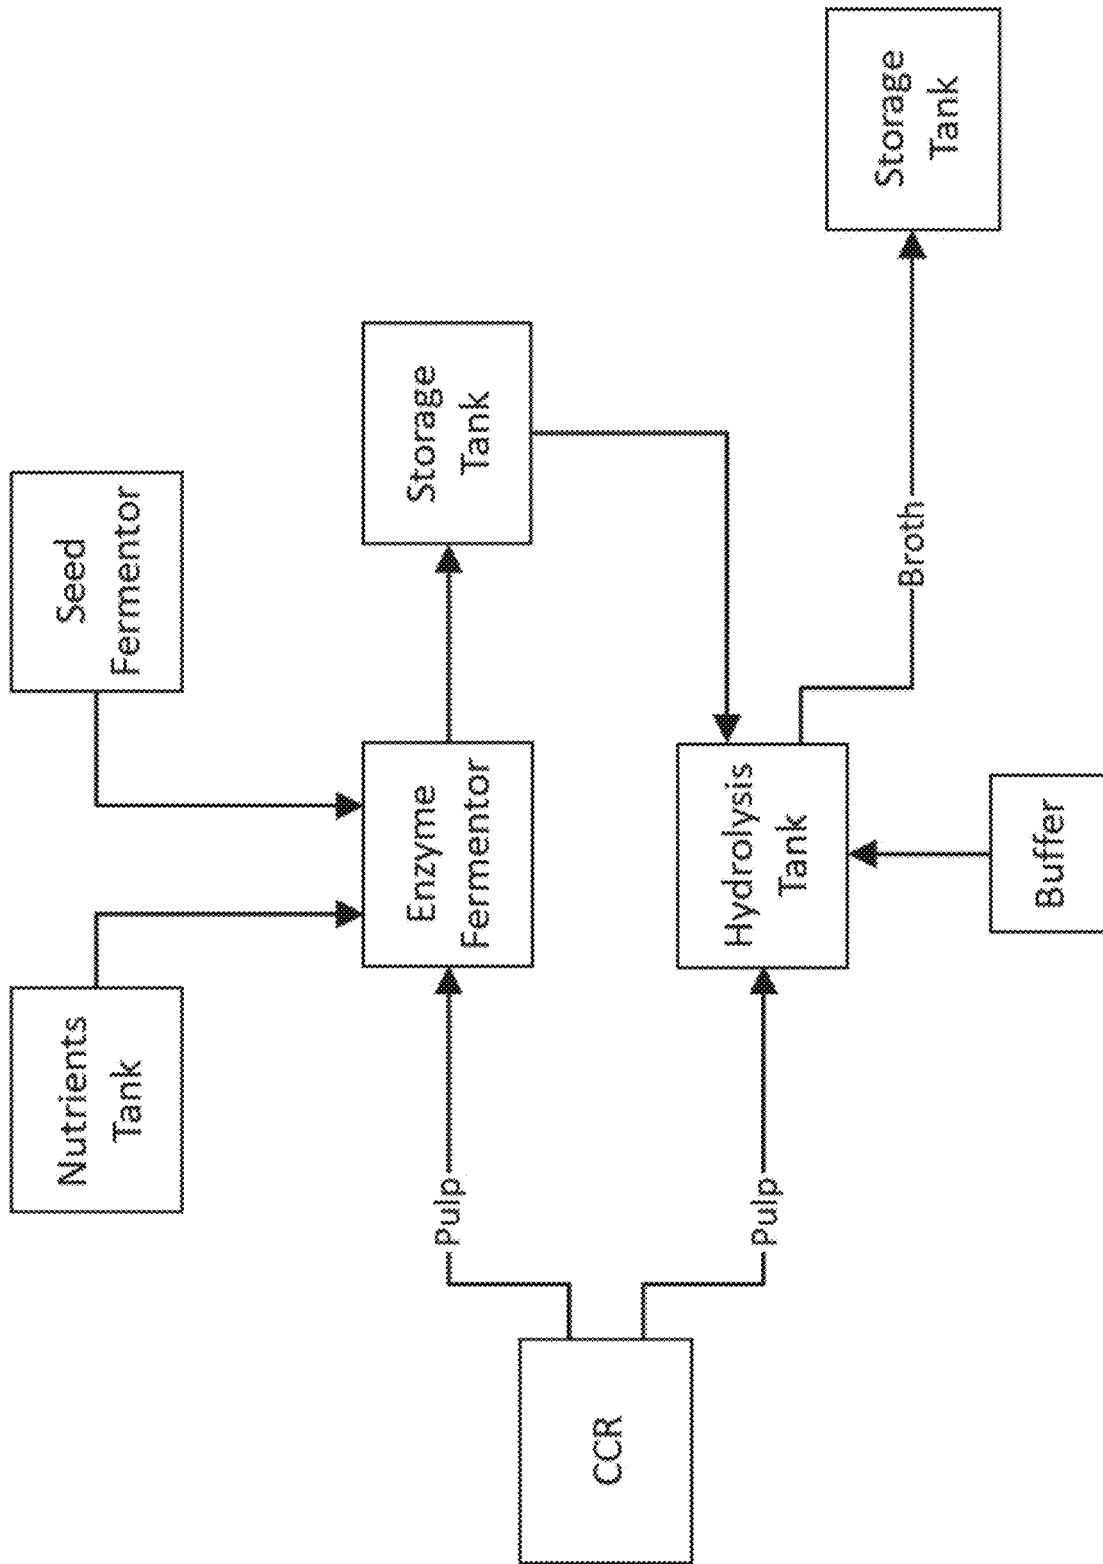 Nutrients
Tank
Seed
Fermentor
Pulp
Enzyme
Fermentor
Storage
Tank
CCR
Pulp
Hydrolysis
Tank
Broth
Storage
Tank
Buffer